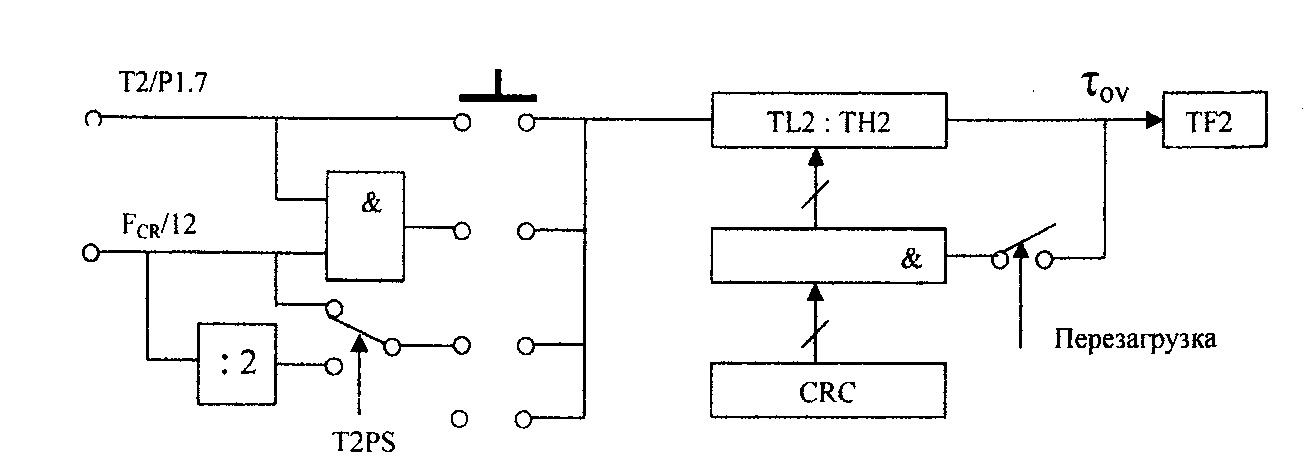 T2/P1.7
τOV
TL2 : TH2
TF2
&
FCR/12
&
: 2
Перезагрузка
CRC
T2PS